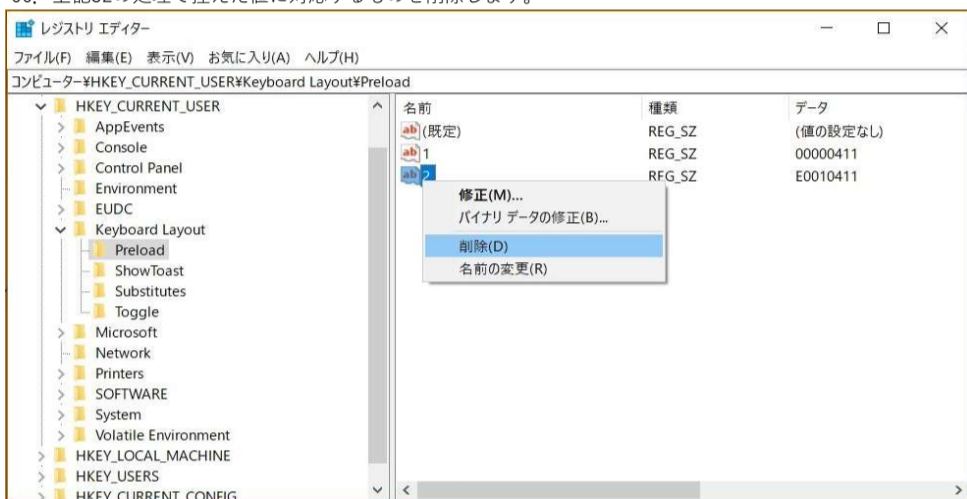 レジストリ エディター
ファイル(F) 編集(E) 表示(V) お気に入り(A) ヘルプ(H)
コンピューター¥HKEY_CURRENT_USER¥Keyboard Layout¥Preload
HKEY_CURRENT_USER
AppEvents
Console
Control Panel
Environment
EUDC
Keyboard Layout
Preload
ShowToast
Substitutes
Toggle
Microsoft
Network
Printers
SOFTWARE
System
Volatile Environment
HKEY_LOCAL_MACHINE
HKEY_USERS
HKEY_CURRENT_CONFIG
名前 種類 データ
ab (既定) REG_SZ (値の設定なし)
ab 1 REG_SZ 00000411
ab 2 REG_SZ E0010411
修正(M)...
バイナリ データの修正(B)...
削除(D)
名前の変更(R)